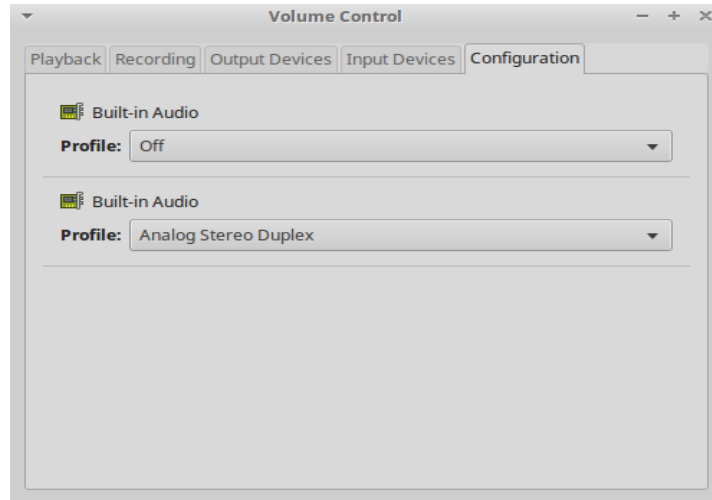 Volume Control
Playback Recording Output Devices Input Devices Configuration
Built-in Audio
Profile: Off
Built-in Audio
Profile: Analog Stereo Duplex